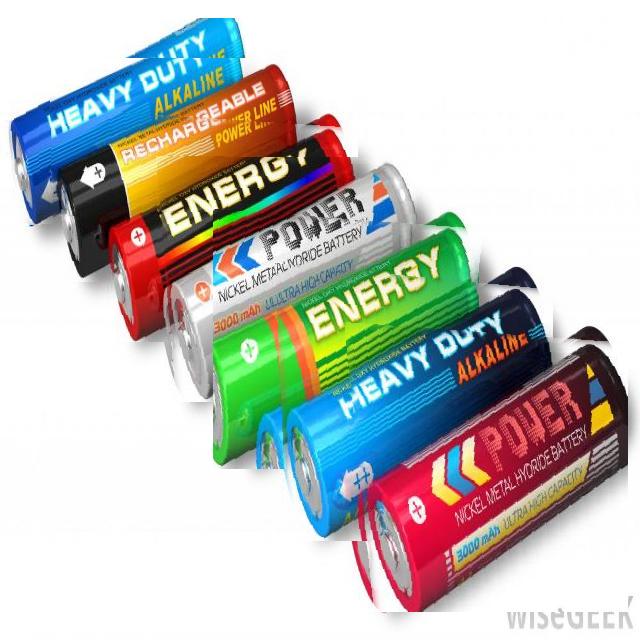 HEAVY DUTY
ALKALINE
RECHARGEABLE
POWER LINE
ENERGY
POWER
NICKEL METAL HYDRIDE BATTERY
3000 mAh ULULTRA HIGH CAPACITY
ENERGY
HEAVY DUTY
ALKALINE
POWER
NICKEL METAL HYDRIDE BATTERY
3000 mAh ULTRA HIGH CAPACITY
WISEGEEK